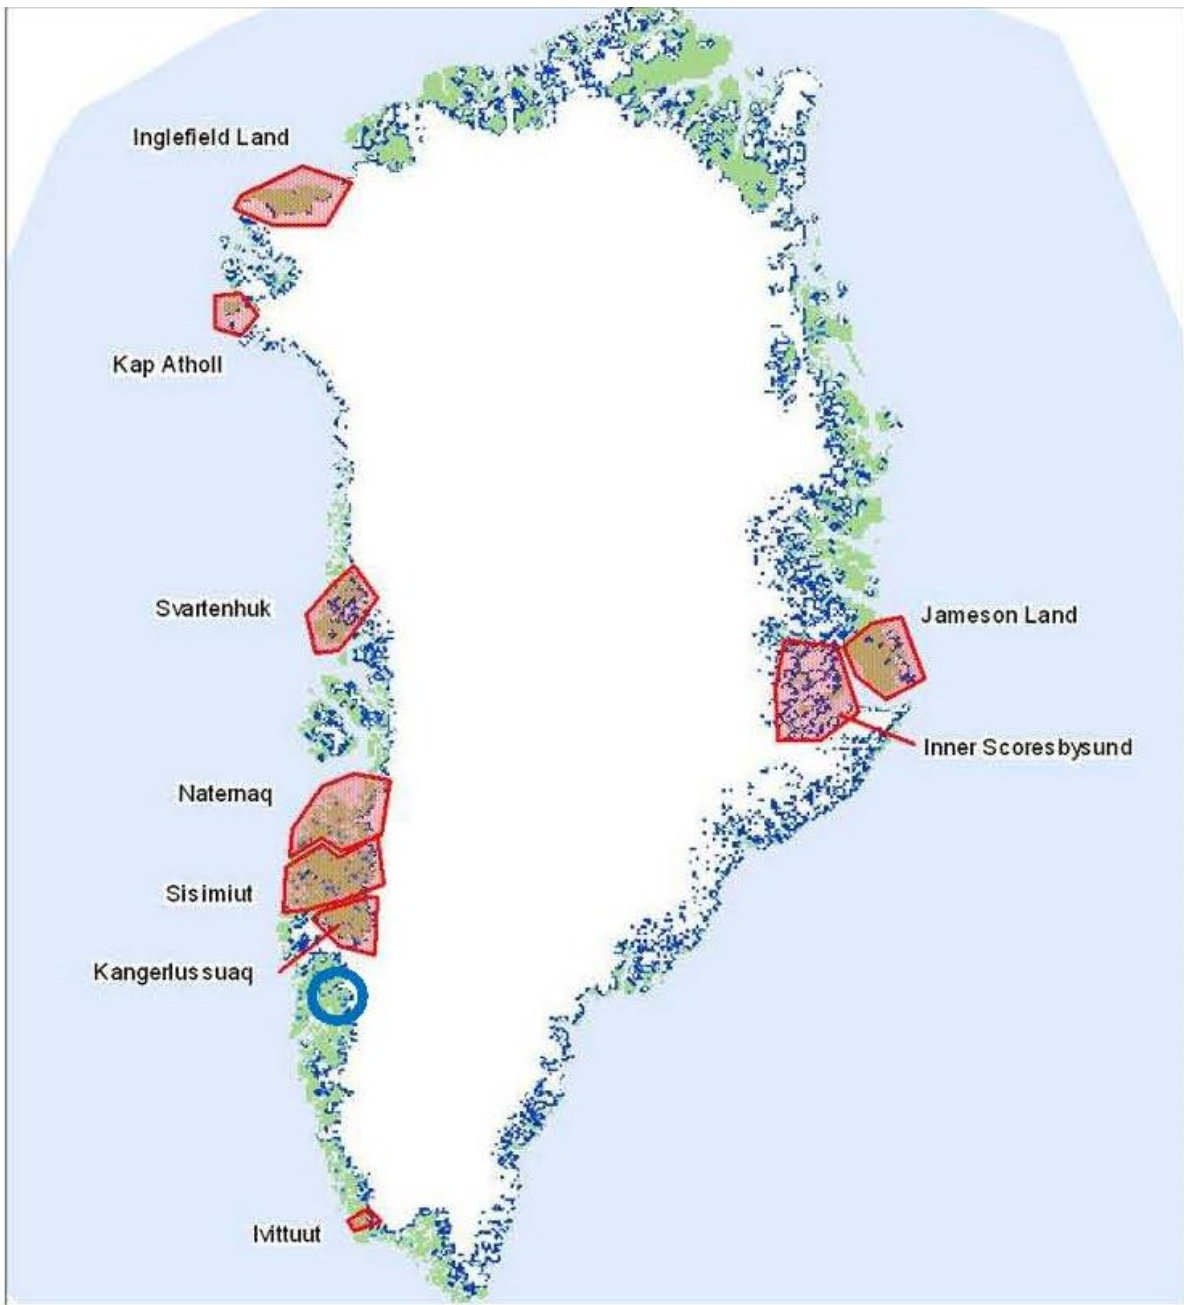 Inglefield Land
Kap Atholl
Svartenhuk
Jameson Land
Inner Scoresbysund
Naternaq
Sisimiut
Kangerlussuaq
Ivittuut